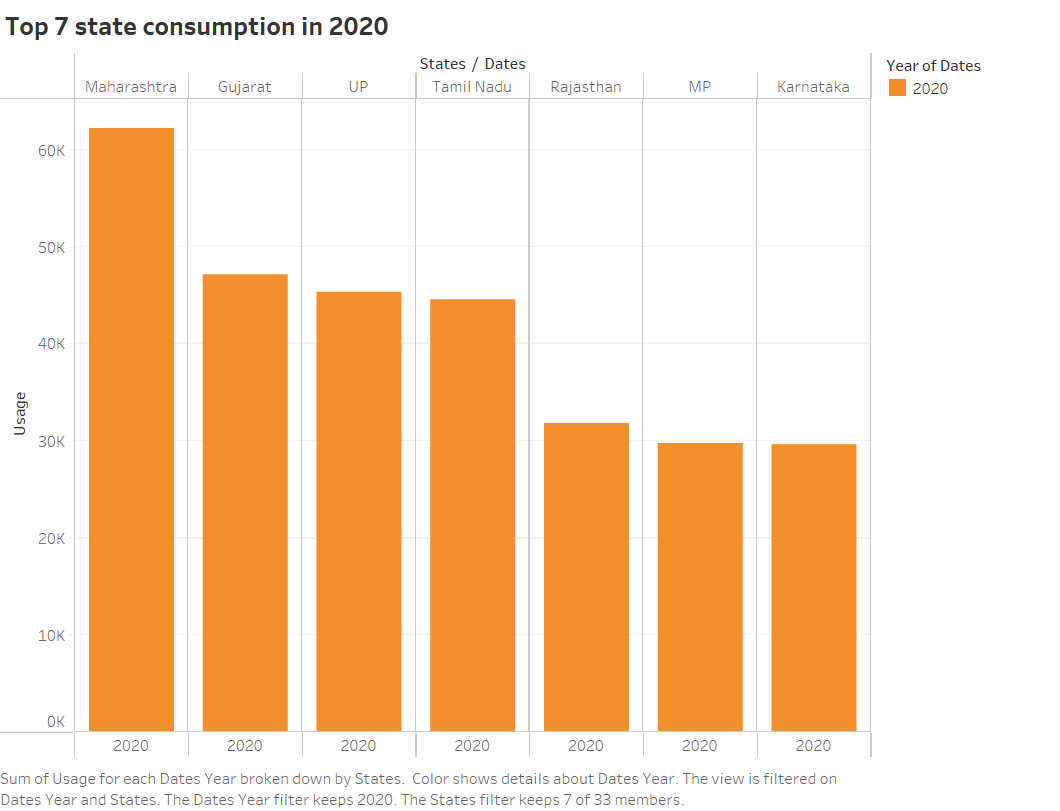 Top 7 state consumption in 2020
States / Dates
Year of Dates
Maharashtra Gujarat UP Tamil Nadu Rajasthan MP Karnataka
2020
60K
50K
40K
Usage
30K
20K
10K
0K
2020 2020 2020 2020 2020 2020 2020
Sum of Usage for each Dates Year broken down by States. Color shows details about Dates Year. The view is filtered on
Dates Year and States. The Dates Year filter keeps 2020. The States filter keeps 7 of 33 members.